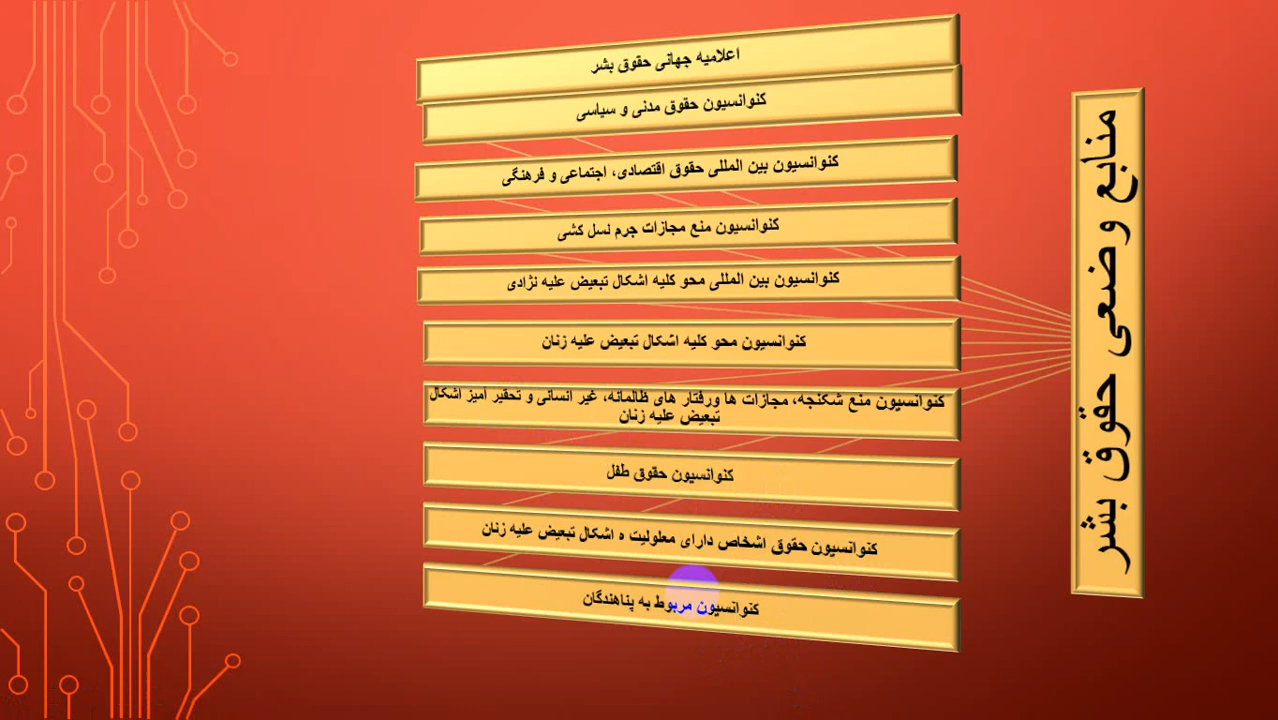 منابع وضعی حقوق بشر
اعلامیه جهانی حقوق بشر
کنوانسیون حقوق مدنی و سیاسی
کنوانسیون بین المللی حقوق اقتصادی، اجتماعی و فرهنگی
کنوانسیون منع مجازات جرم نسل کشی
کنوانسیون بین المللی محو کلیه اشکال تبعیض علیه نژادی
کنوانسیون محو کلیه اشکال تبعیض علیه زنان
کنوانسیون منع شکنجه، مجازات ها ورفتار های ظالمانه، غیر انسانی و تحقیر آمیز اشکال
تبعیض علیه زنان
کنوانسیون حقوق طفل
کنوانسیون حقوق اشخاص دارای معلولیت ه اشکال تبعیض علیه زنان
کنوانسیون مربوط به پناهندگان